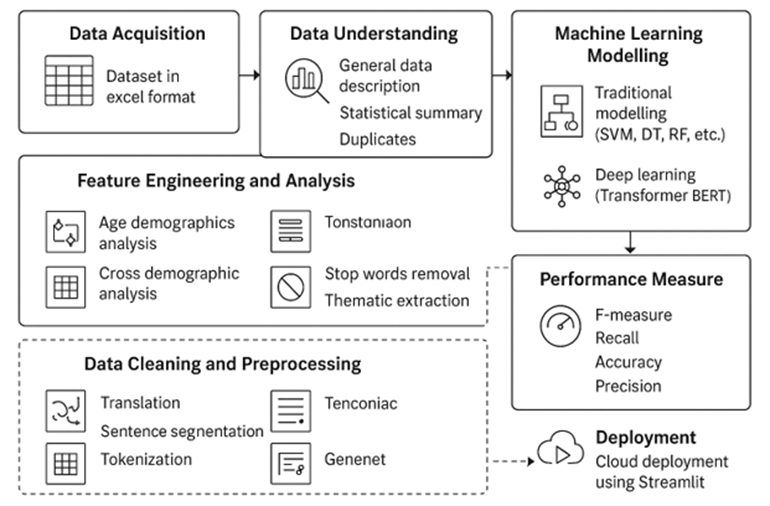 Data Acquisition
Dataset in
excel format
Data Understanding
General data
description
Statistical summary
Duplicates
Machine Learning
Modelling
Traditional
modelling
(SVM, DT, RF, etc.)
Deep learning
(Transformer BERT)
Feature Engineering and Analysis
Age demographics
analysis
Cross demographic
analysis
Stop words removal
Thematic extraction
Performance Measure
F-measure
Recall
Accuracy
Precision
Data Cleaning and Preprocessing
Translation
Sentence segmentation
Tokenization
Tenconiac
Genenet
Deployment
Cloud deployment
using Streamlit